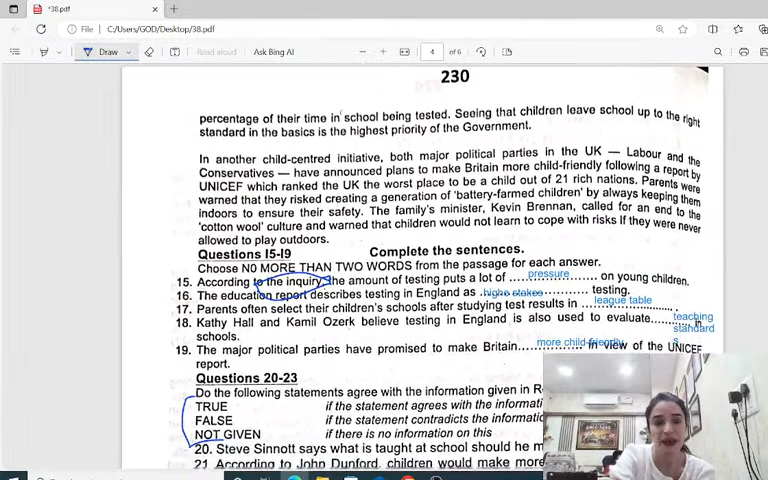 *38.pdf
File
C:/Users/GOD/Desktop/38.pdf
Draw
Read aloud
Ask Bing AI
4
of 6
230
percentage of their time in school being tested. Seeing that children leave school up to the right
standard in the basics is the highest priority of the Government.
In another child-centred initiative, both major political parties in the UK — Labour and the
Conservatives — have announced plans to make Britain more child-friendly following a report by
UNICEF which ranked the UK the worst place to be a child out of 21 rich nations. Parents were
warned that they risked creating a generation of 'battery-farmed children' by always keeping them
indoors to ensure their safety. The family's minister, Kevin Brennan, called for an end to the
'cotton wool' culture and warned that children would not learn to cope with risks if they were never
allowed to play outdoors.
Questions I5-I9 Complete the sentences.
Choose N0 MORE THAN TWO WORDS from the passage for each answer.
15. According to the inquiry, the amount of testing puts a lot of pressure on young children.
16. The education report describes testing in England as highe stakes testing.
17. Parents often select their children's schools after studying test results in league table
18. Kathy Hall and Kamil Ozerk believe testing in England is also used to evaluate teaching standards in
schools.
19. The major political parties have promised to make Britain more child-friendly in view of the UNICEF
report.
Questions 20-23
Do the following statements agree with the information given in
TRUE if the statement agrees with the
FALSE if the statement contradicts the
NOT GIVEN if there is no information on this
20. Steve Sinnott says what is taught at school should he
21 According to John Dunford, children would make more